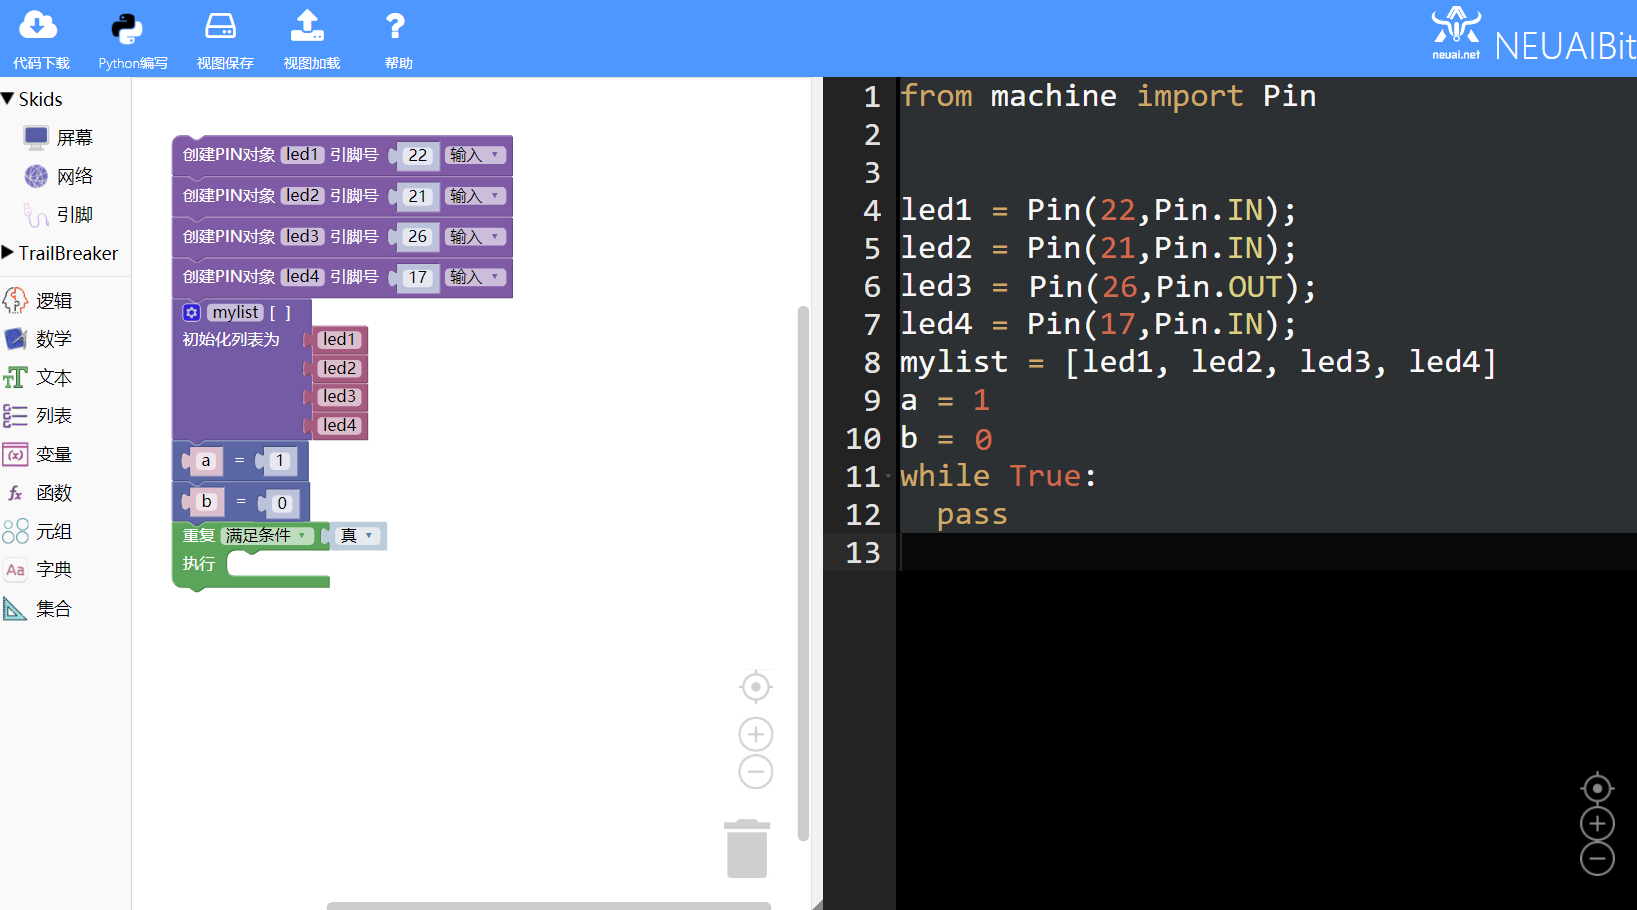 代码下载 Python编写 视图保存 视图加载 帮助
neuai.net NEUAIBit
Skids
屏幕
网络
引脚
TrailBreaker
逻辑
数学
文本
列表
变量
(x)
函数
fx
元组
字典
Aa
集合
创建PIN对象 led1 引脚号 22 输入
创建PIN对象 led2 引脚号 21 输入
创建PIN对象 led3 引脚号 26 输入
创建PIN对象 led4 引脚号 17 输入
mylist [ ]
初始化列表为 led1
led2
led3
led4
a = 1
b = 0
重复 满足条件 真
执行
1 from machine import Pin
2
3
4 led1 = Pin(22,Pin.IN);
5 led2 = Pin(21,Pin.IN);
6 led3 = Pin(26,Pin.OUT);
7 led4 = Pin(17,Pin.IN);
8 mylist = [led1, led2, led3, led4]
9 a = 1
10 b = 0
11 while True:
12   pass
13